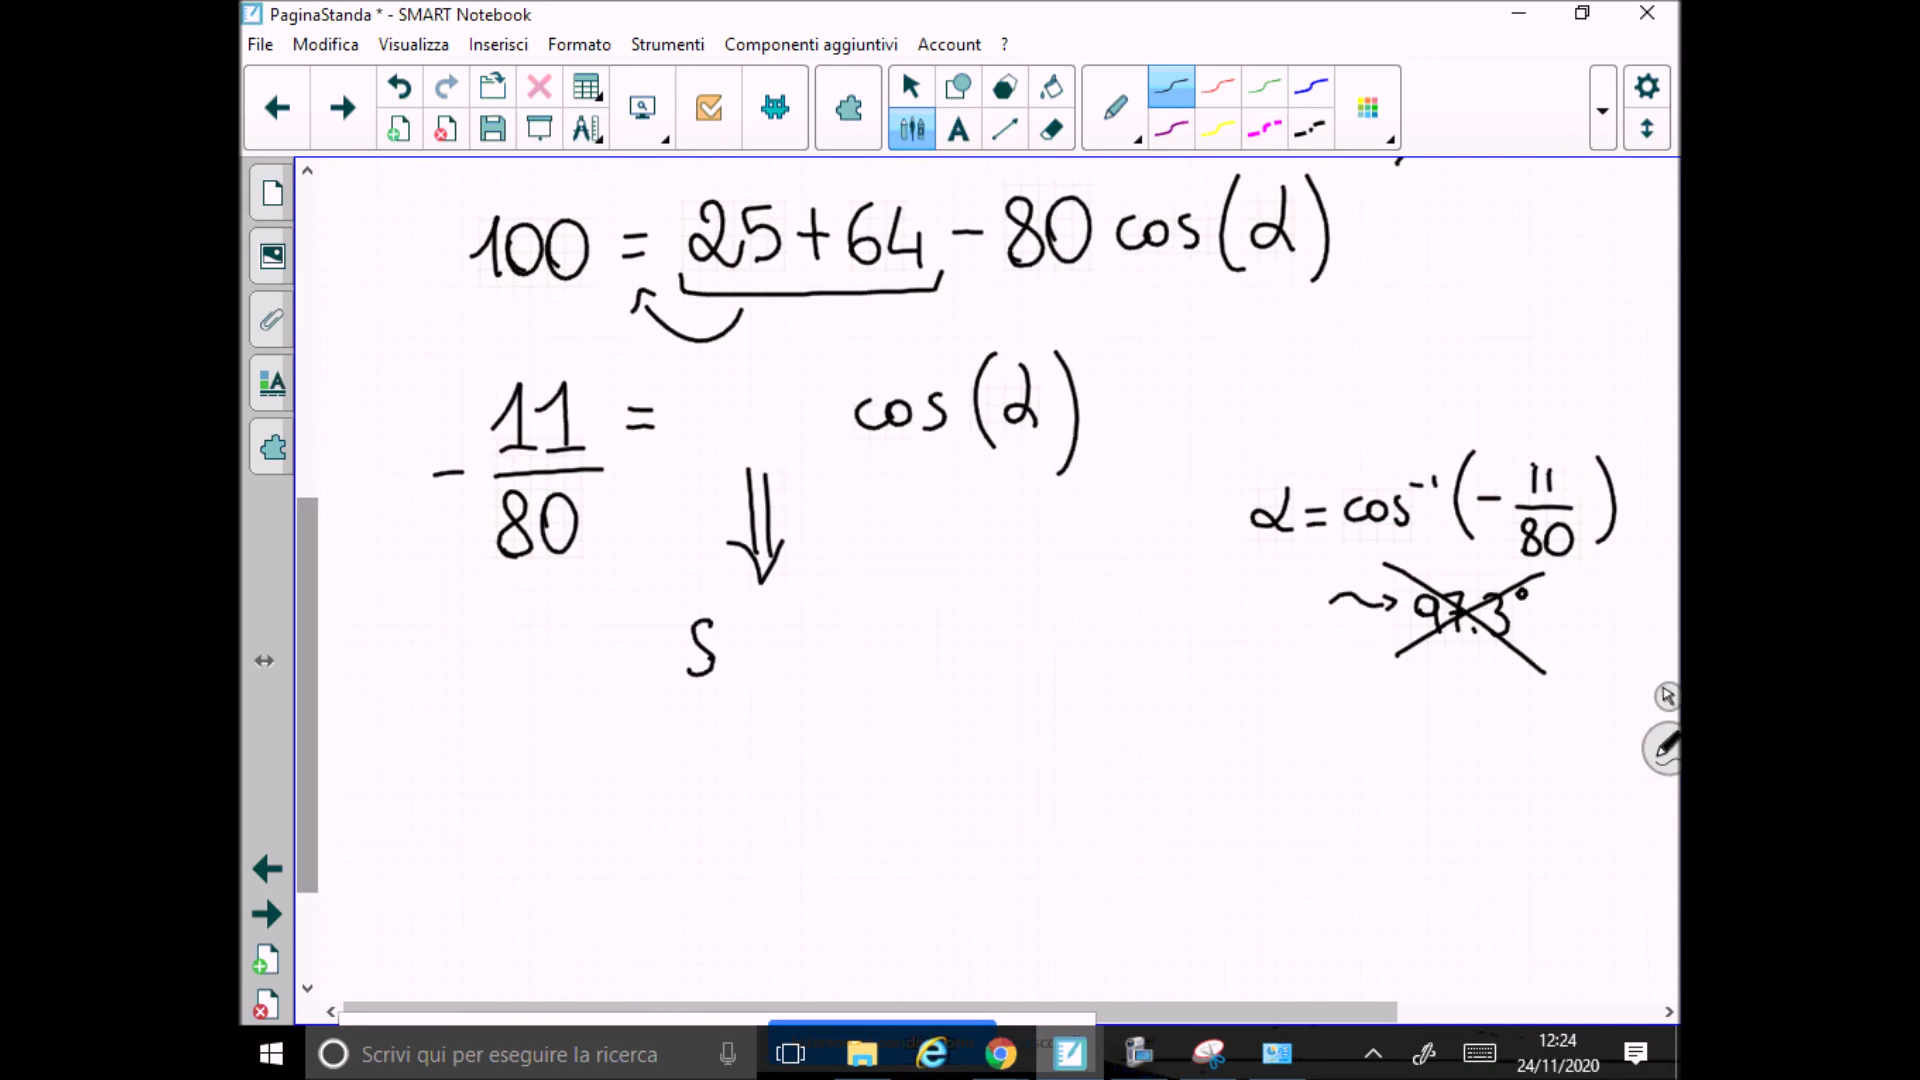 PaginaStanda * - SMART Notebook
File Modifica Visualizza Inserisci Formato Strumenti Componenti aggiuntivi Account ?
100 = 25 + 64 - 80 cos(α)
- 11/80 = cos(α)
α = cos⁻¹(- 11/80)
97.3°
S
Scrivi qui per eseguire la ricerca
12:24
24/11/2020